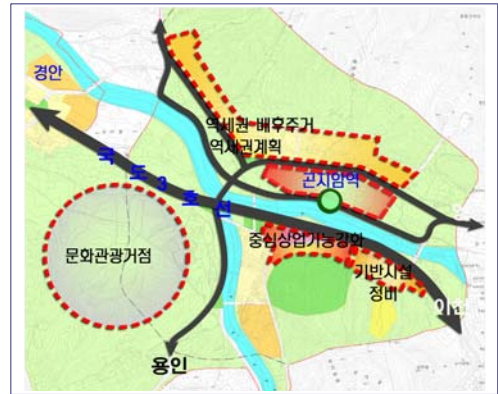 경안
역세권 배후주거
역세권계획
곤지암역
국도3호선
중심상업기능강화
문화관광거점
기반시설
정비
용인